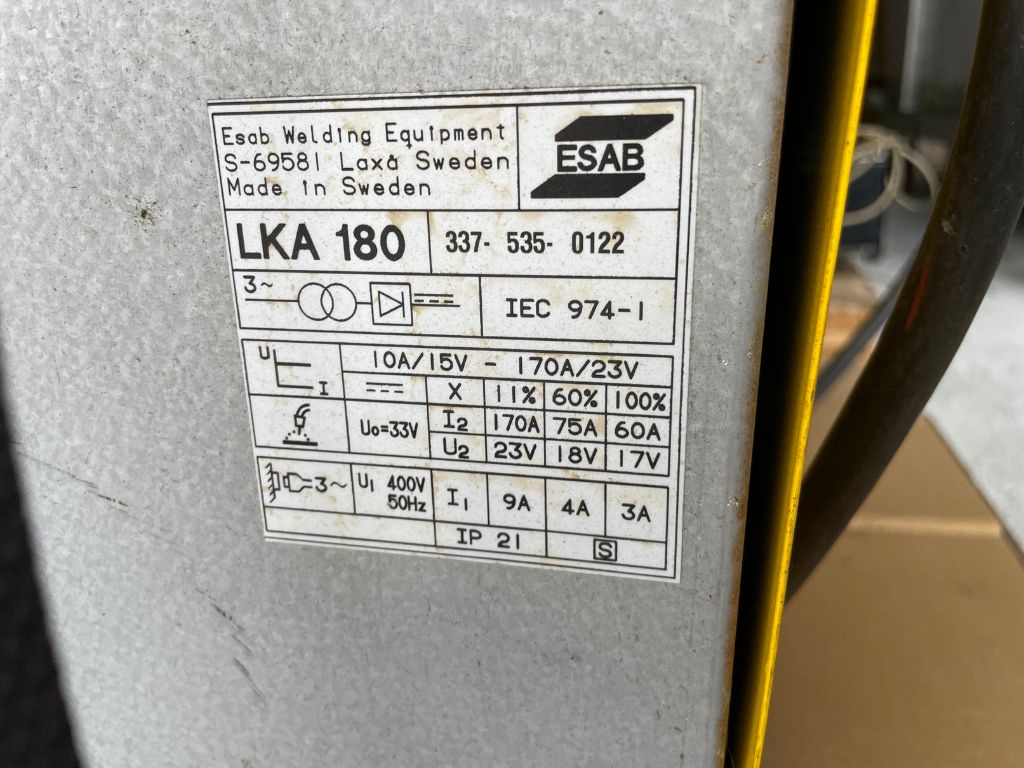 Esab Welding Equipment
S-69581 Laxå Sweden
Made in Sweden
ESAB
LKA 180
337- 535- 0122
3~
IEC 974-1
U
I
10A/15V - 170A/23V
X 11% 60% 100%
U₀=33V
I₂ 170A 75A 60A
U₂ 23V 18V 17V
3~
U₁ 400V
50Hz
I₁ 9A 4A 3A
IP 21
S